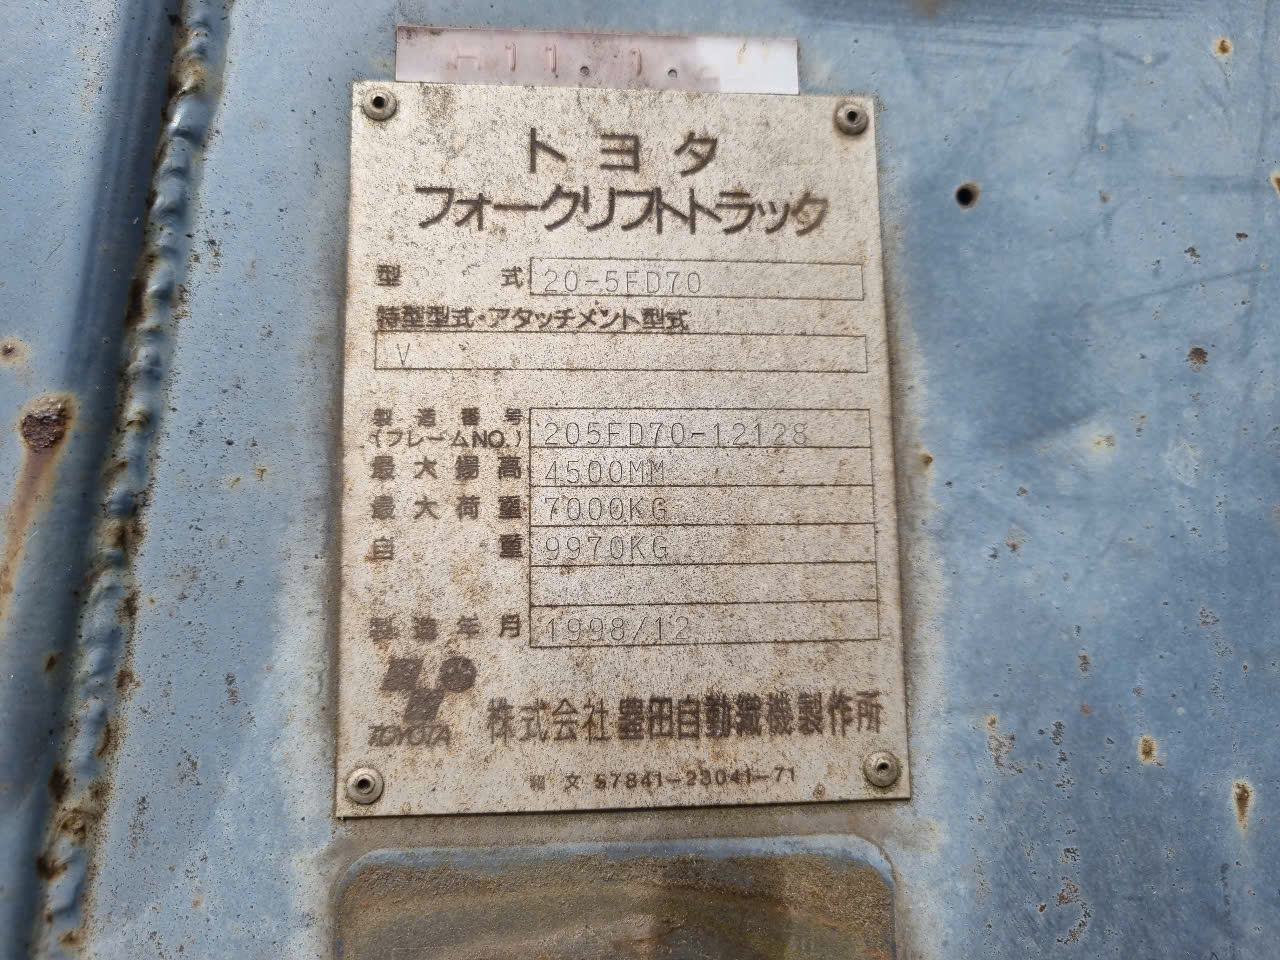 H11.1.
トヨタ
フォークリフトトラック
型式 20-5FD70
特型型式・アタッチメント型式
V
製造番号
(フレームNO.) 205FD70-12128
最大揚高 4500MM
最大荷重 7000KG
自重 9970KG
製造年月 1998/12
TOYOTA 株式会社豊田自動織機製作所
和文 57841-23041-71